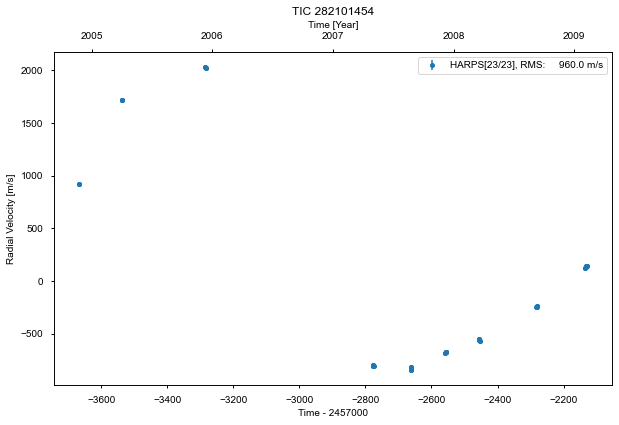 TIC 282101454
Time [Year]
2005 2006 2007 2008 2009
HARPS[23/23], RMS: 960.0 m/s
2000
1500
1000
500
0
−500
Radial Velocity [m/s]
−3600 −3400 −3200 −3000 −2800 −2600 −2400 −2200
Time - 2457000